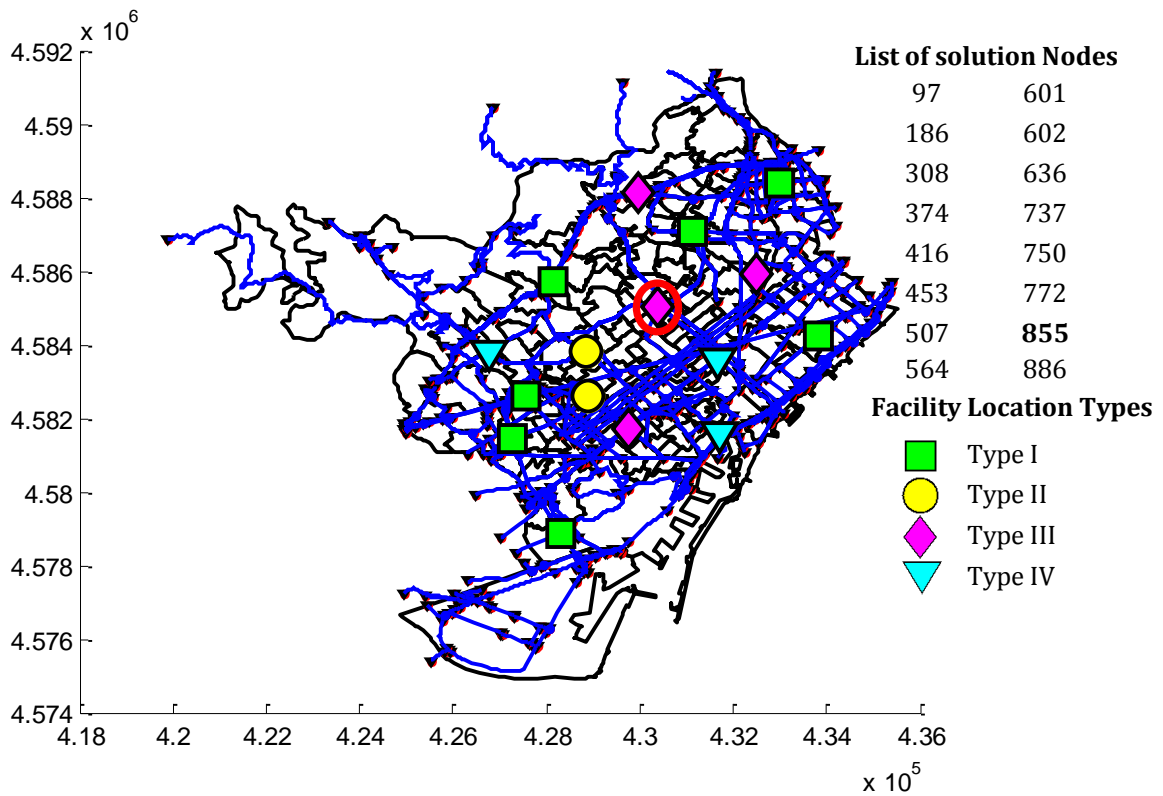 x 10^6
4.592
4.59
4.588
4.586
4.584
4.582
4.58
4.578
4.576
4.574
4.18 4.2 4.22 4.24 4.26 4.28 4.3 4.32 4.34 4.36
x 10^5
List of solution Nodes
97 601
186 602
308 636
374 737
416 750
453 772
507 855
564 886
Facility Location Types
Type I
Type II
Type III
Type IV